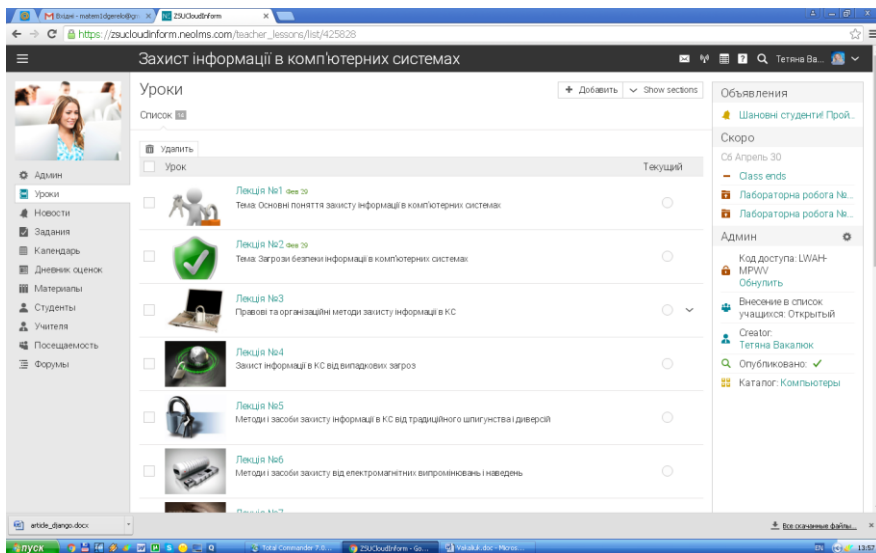 Вхідні - matem1dgerelo@gr
ZSUCloudInform
https://zsucloudinform.neolms.com/teacher_lessons/list/425828
Захист інформації в комп'ютерних системах
Тетяна Ва...
Админ
Уроки
Новости
Задания
Календарь
Дневник оценок
Материалы
Студенты
Учителя
Посещаемость
Форумы
Уроки
Добавить
Show sections
Список 16
Удалить
Урок
Текущий
Лекція №1 Фев 29
Тема: Основні поняття захисту інформації в комп'ютерних системах
Лекція №2 Фев 29
Тема: Загрози безпеки інформації в комп'ютерних системах
Лекція №3
Правові та організаційні методи захисту інформації в КС
Лекція №4
Захист інформації в КС від випадкових загроз
Лекція №5
Методи і засоби захисту інформації в КС від традиційного шпигунства і диверсій
Лекція №6
Методи і засоби захисту від електромагнітних випромінювань і наведень
Объявления
Шановні студенти! Прой...
Скоро
Сб Апрель 30
Class ends
Лабораторна робота №...
Лабораторна робота №...
Админ
Код доступа: LWAH-
MPWV
Обнулить
Внесение в список
учащихся: Открытый
Creator:
Тетяна Вакалюк
Опубликовано:
Каталог: Компьютеры
article_django.docx
Все скачанные файлы...
пуск
Total Commander 7.0...
ZSUCloudInform - Go...
Vakaluk.doc - Micros...
EN
13:57